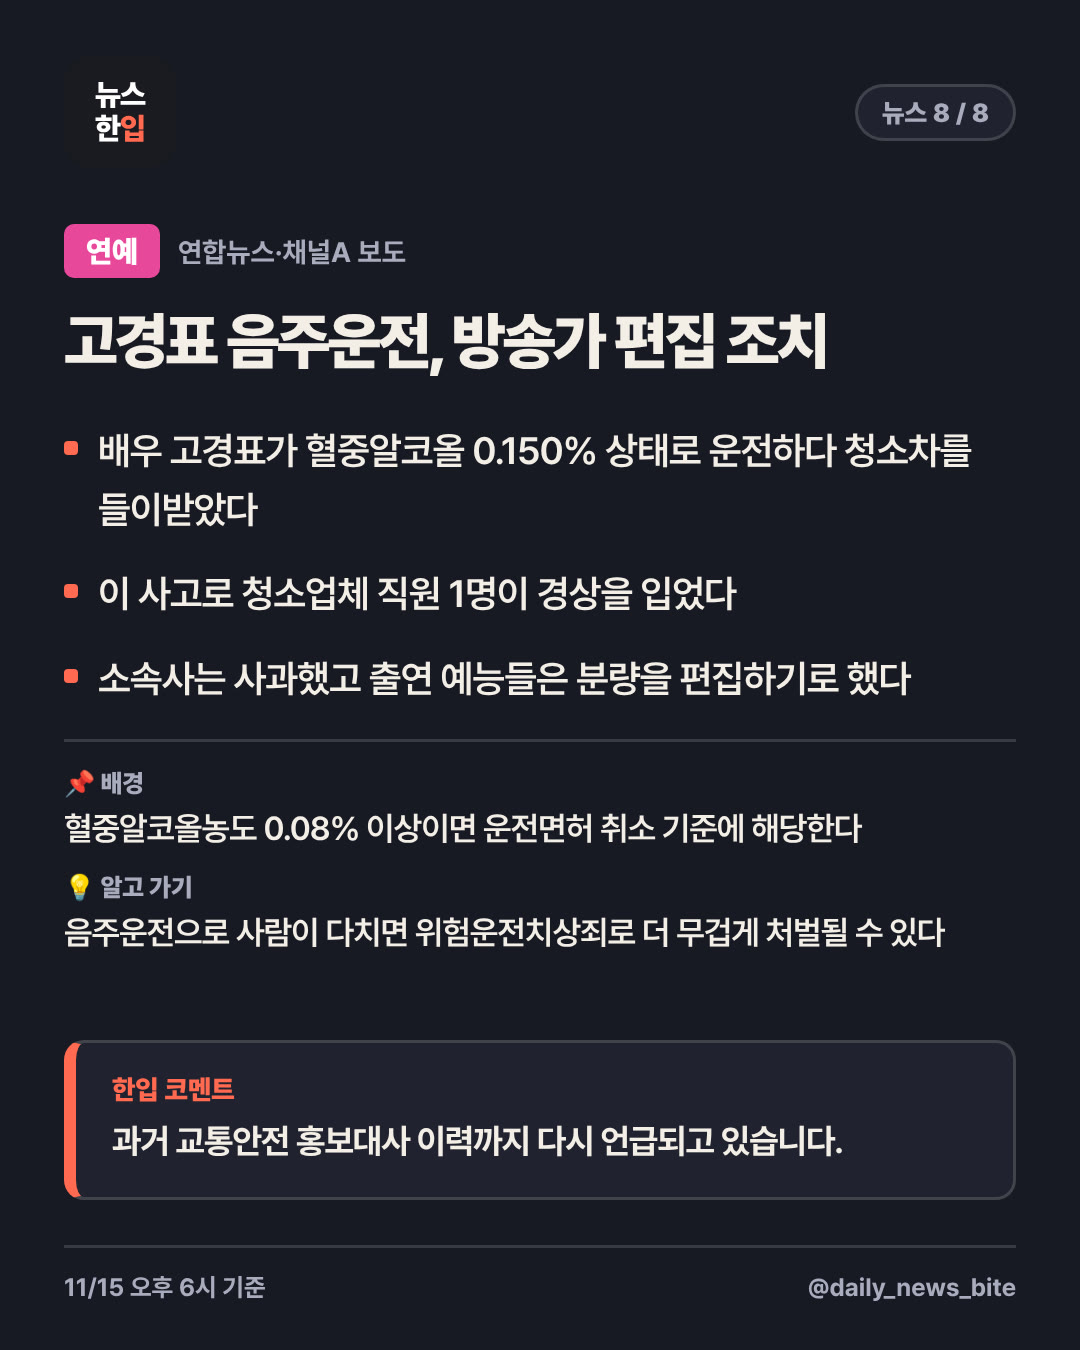 뉴스
한입
뉴스 8 / 8
연예 연합뉴스·채널A 보도
고경표 음주운전, 방송가 편집 조치
배우 고경표가 혈중알코올 0.150% 상태로 운전하다 청소차를
들이받았다
이 사고로 청소업체 직원 1명이 경상을 입었다
소속사는 사과했고 출연 예능들은 분량을 편집하기로 했다
📌 배경
혈중알코올농도 0.08% 이상이면 운전면허 취소 기준에 해당한다
💡 알고 가기
음주운전으로 사람이 다치면 위험운전치상죄로 더 무겁게 처벌될 수 있다
한입 코멘트
과거 교통안전 홍보대사 이력까지 다시 언급되고 있습니다.
11/15 오후 6시 기준
@daily_news_bite